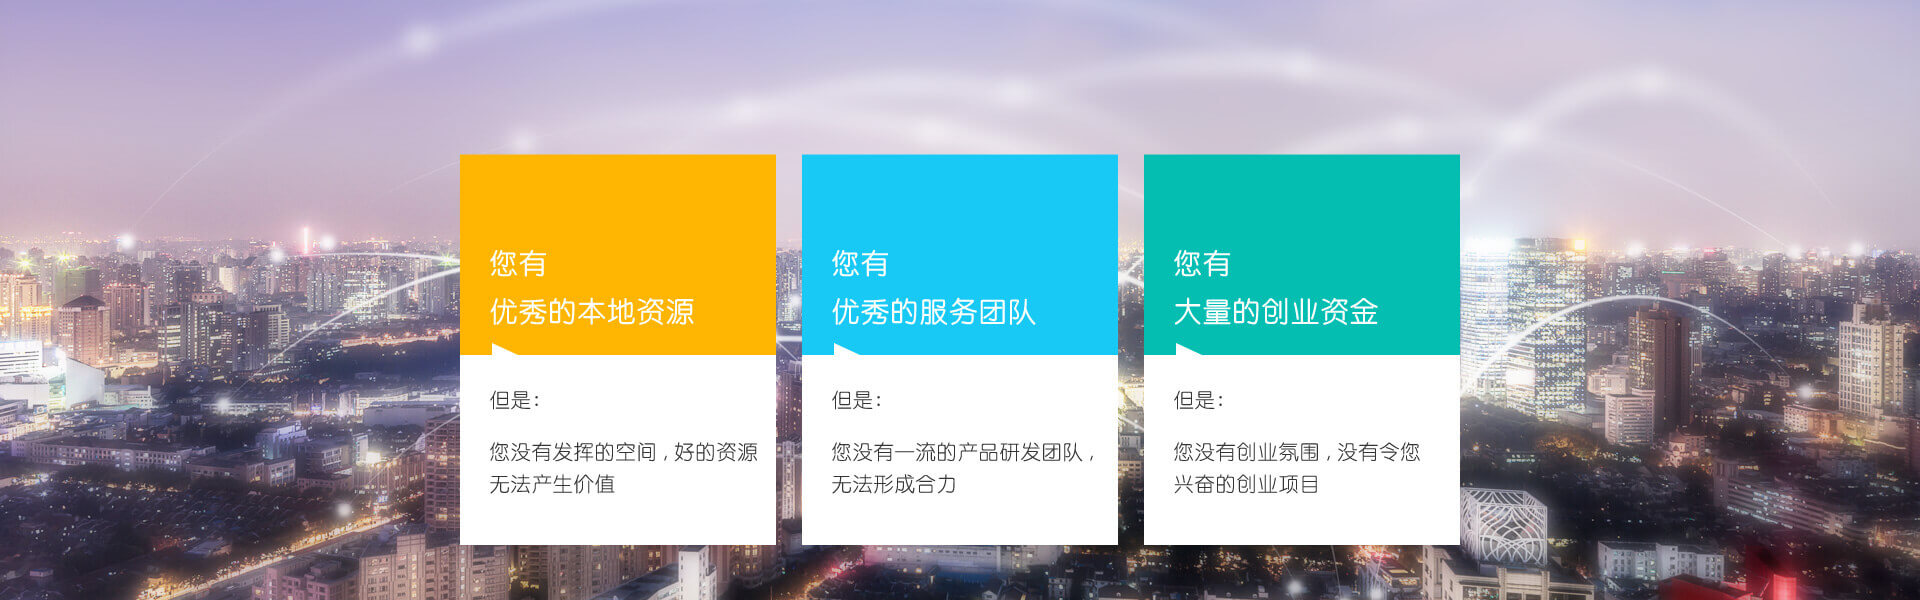 您有
优秀的本地资源
但是：
您没有发挥的空间，好的资源
无法产生价值
您有
优秀的服务团队
但是：
您没有一流的产品研发团队，
无法形成合力
您有
大量的创业资金
但是：
您没有创业氛围，没有令您
兴奋的创业项目